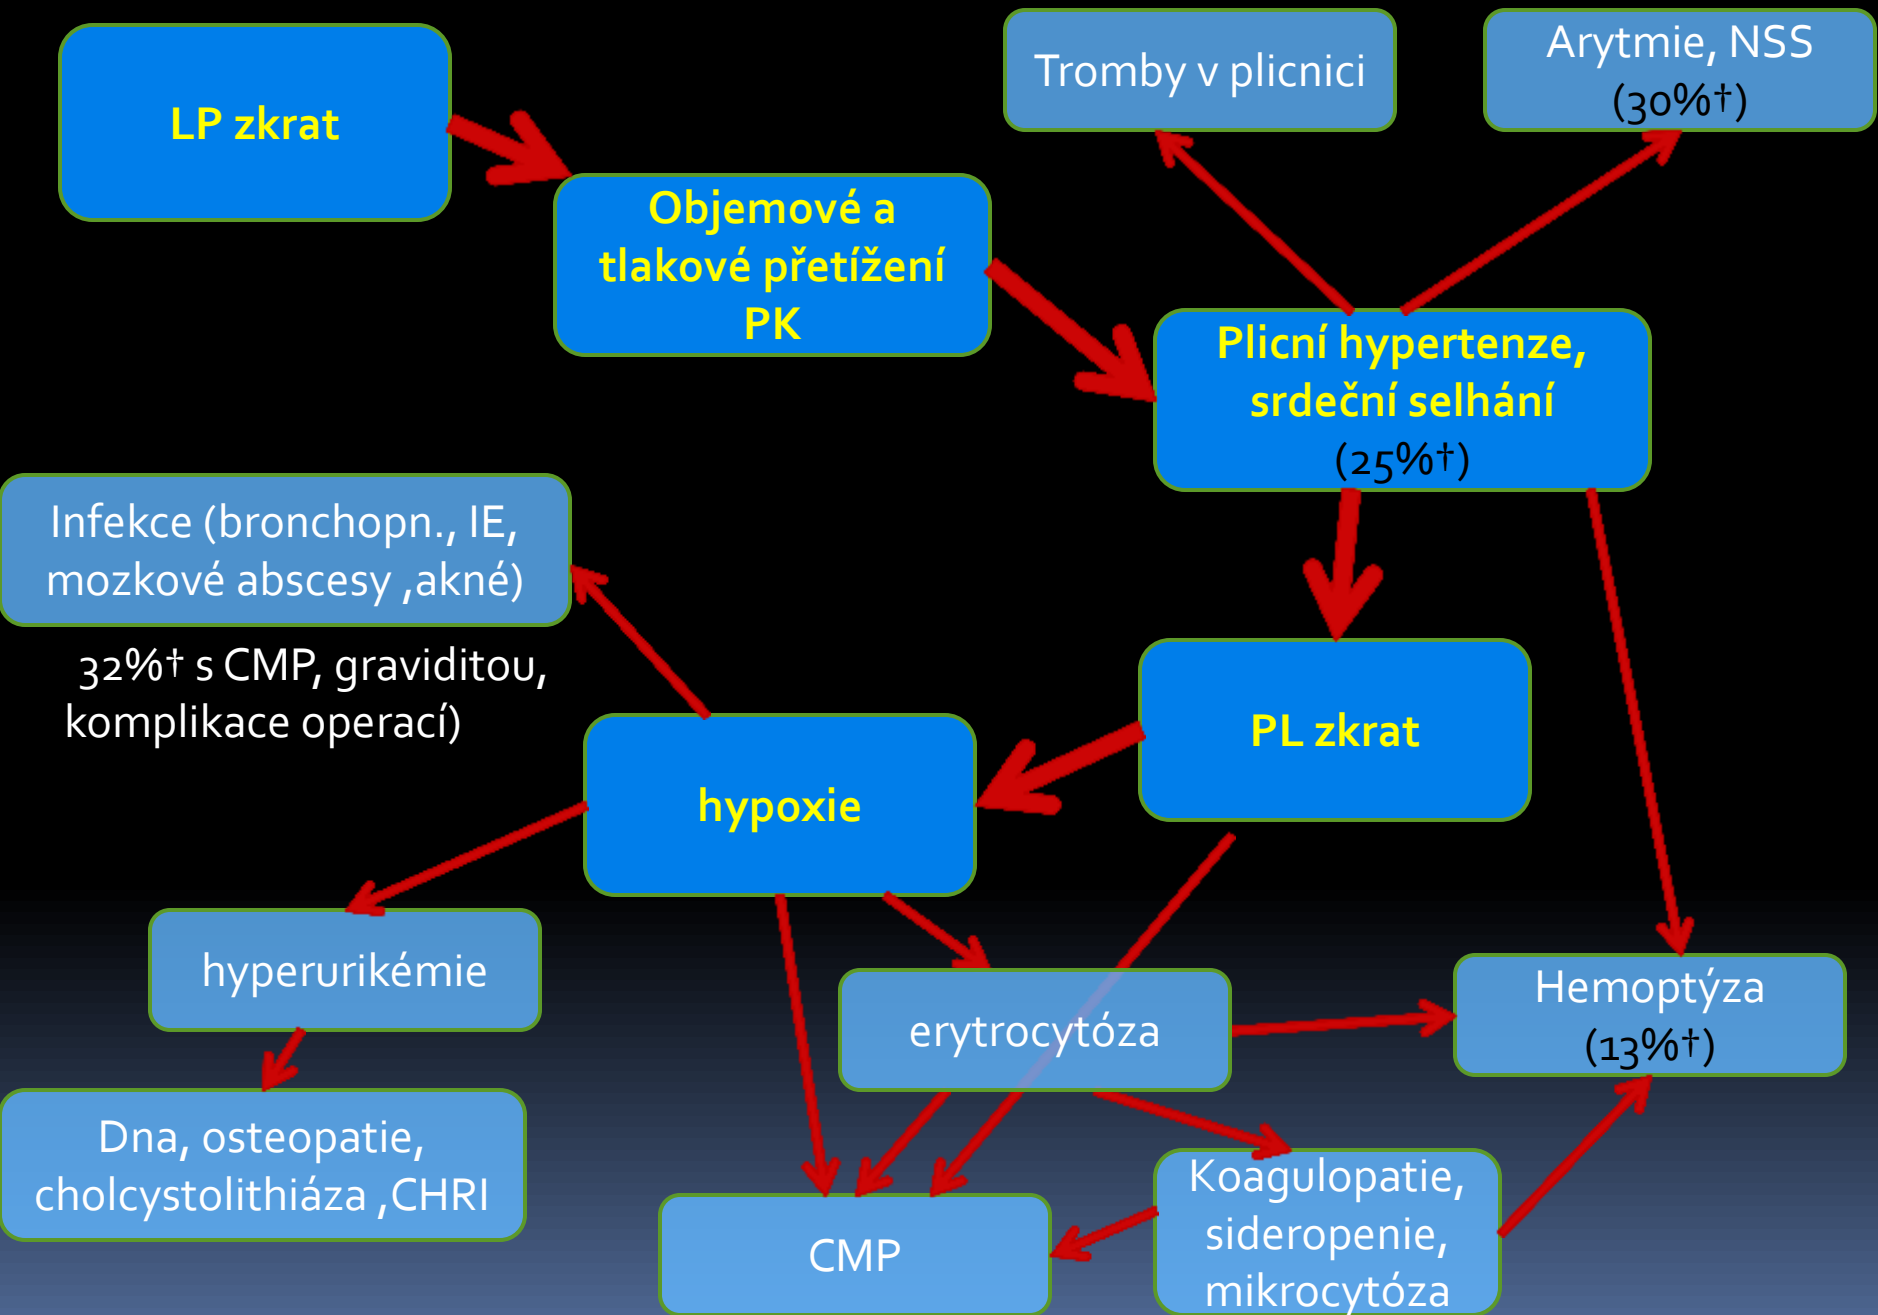 LP zkrat
Tromby v plicnici
Arytmie, NSS
(30%†)
Objemové a
tlakové přetížení
PK
Plicní hypertenze,
srdeční selhání
(25%†)
Infekce (bronchopn., IE,
mozkové abscesy ,akné)
32%† s CMP, graviditou,
komplikace operací)
PL zkrat
hypoxie
hyperurikémie
erytrocytóza
Hemoptýza
(13%†)
Dna, osteopatie,
cholcystolithiáza ,CHRI
CMP
Koagulopatie,
sideropenie,
mikrocytóza